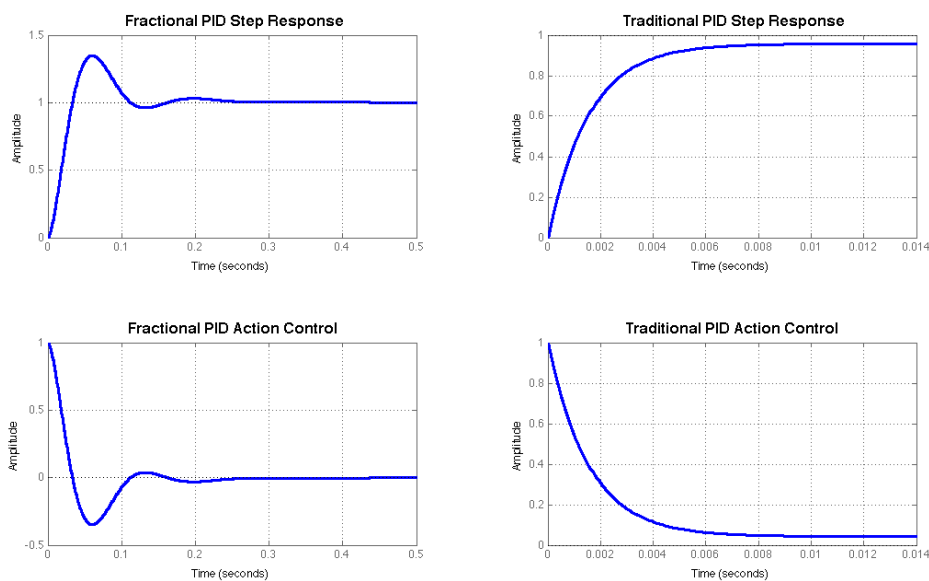 Fractional PID Step Response
1.5
1
0.5
0
Amplitude
0 0.1 0.2 0.3 0.4 0.5
Time (seconds)
Traditional PID Step Response
1
0.8
0.6
0.4
0.2
0
Amplitude
0 0.002 0.004 0.006 0.008 0.01 0.012 0.014
Time (seconds)
Fractional PID Action Control
1
0.5
0
-0.5
Amplitude
0 0.1 0.2 0.3 0.4 0.5
Time (seconds)
Traditional PID Action Control
1
0.8
0.6
0.4
0.2
0
Amplitude
0 0.002 0.004 0.006 0.008 0.01 0.012 0.014
Time (seconds)